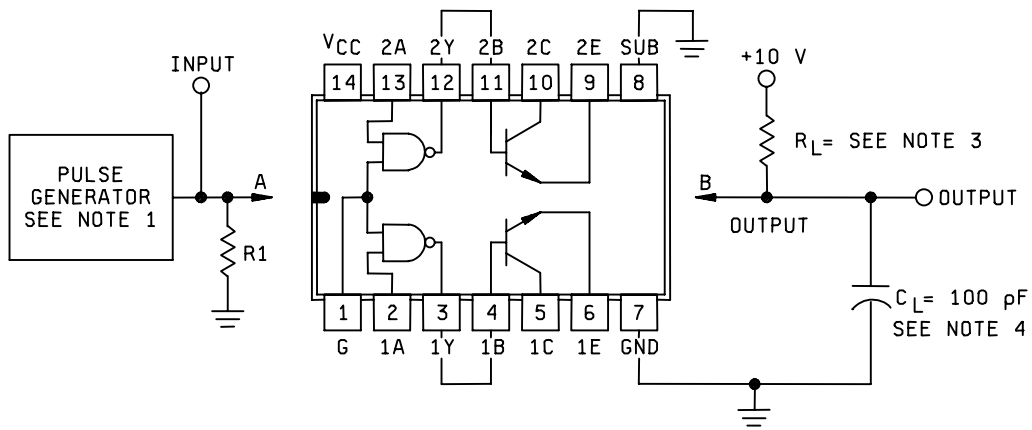 V CC 2A 2Y 2B 2C 2E SUB
14 13 12 11 10 9 8
INPUT
+10 V
R L = SEE NOTE 3
PULSE
GENERATOR
SEE NOTE 1
A
R1
B
OUTPUT
OUTPUT
C L = 100 pF
SEE NOTE 4
1 2 3 4 5 6 7
G 1A 1Y 1B 1C 1E GND